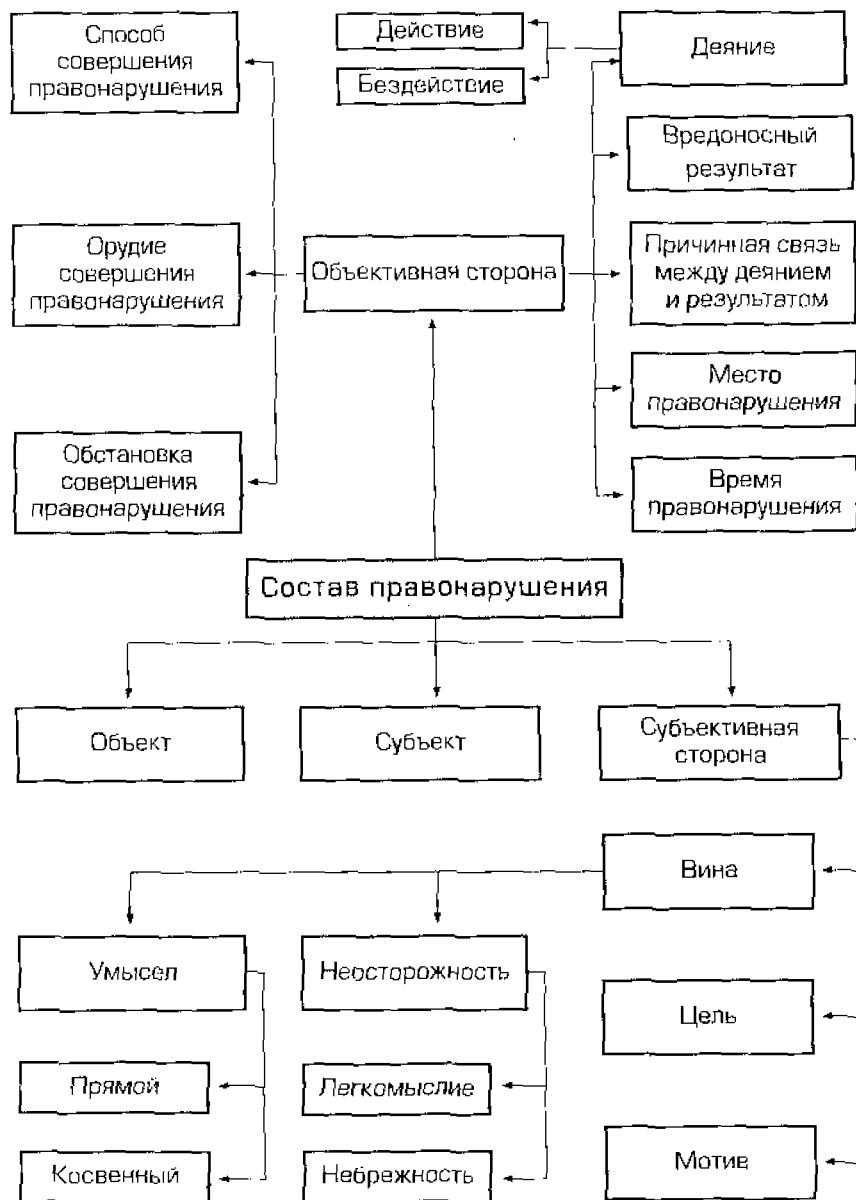 Способ
совершения
правонарушения
Действие
Бездействие
Деяние
Вредоносный
результат
Орудие
совершения
правонарушения
Объективная сторона
Причинная связь
между деянием
и результатом
Место
правонарушения
Обстановка
совершения
правонарушения
Время
правонарушения
Состав правонарушения
Объект
Субъект
Субъективная
сторона
Вина
Умысел
Неосторожность
Цель
Прямой
Легкомыслие
Косвенный
Небрежность
Мотив